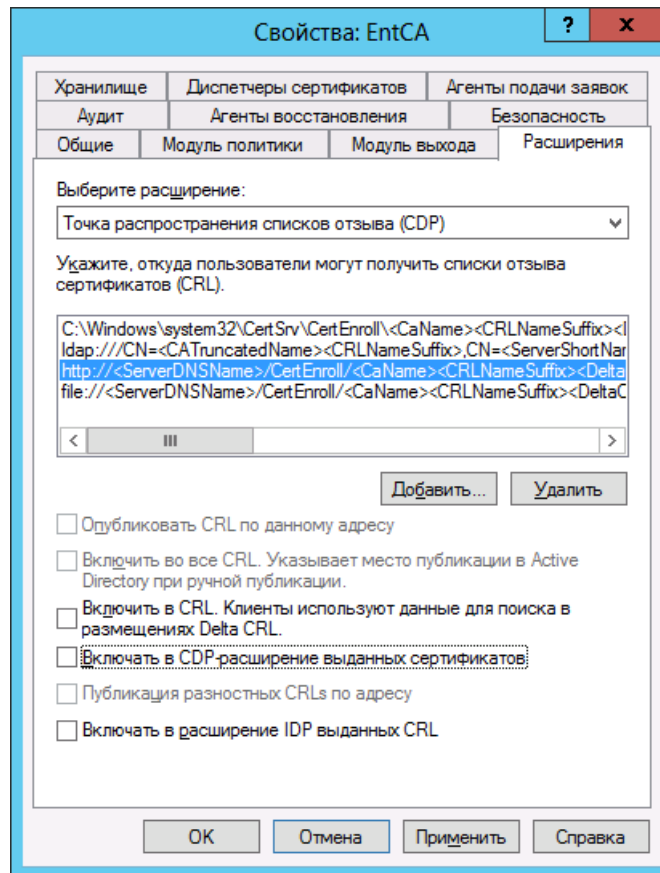 Свойства: EntCA
?
x
Хранилище
Диспетчеры сертификатов
Агенты подачи заявок
Аудит
Агенты восстановления
Безопасность
Общие
Модуль политики
Модуль выхода
Расширения
Выберите расширение:
Точка распространения списков отзыва (CDP)
Укажите, откуда пользователи могут получить списки отзыва
сертификатов (CRL).
C:\Windows\system32\CertSrv\CertEnroll\<CaName><CRLNameSuffix><
ldap:///CN=<CATruncatedName><CRLNameSuffix>,CN=<ServerShortNar
http://<ServerDNSName>/CertEnroll/<CaName><CRLNameSuffix><Delta
file://<ServerDNSName>/CertEnroll/<CaName><CRLNameSuffix><DeltaC
Добавить...
Удалить
Опубликовать CRL по данному адресу
Включить во все CRL. Указывает место публикации в Active
Directory при ручной публикации.
Включить в CRL. Клиенты используют данные для поиска в
размещениях Delta CRL.
Включать в CDP-расширение выданных сертификатов
Публикация разностных CRLs по адресу
Включать в расширение IDP выданных CRL
OK
Отмена
Применить
Справка